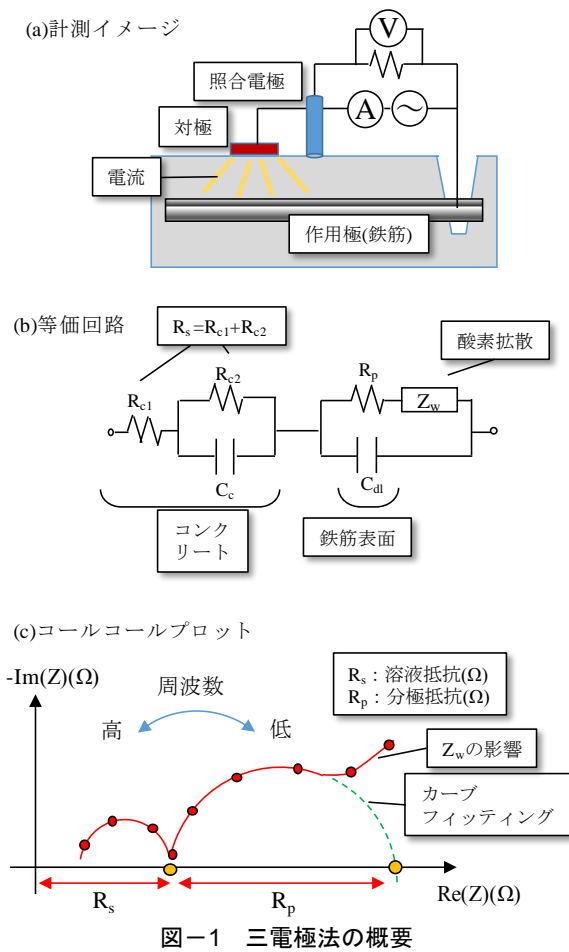 (a)計測イメージ
V
照合電極
A
対極
電流
作用極(鉄筋)
(b)等価回路
Rs=Rc1+Rc2
酸素拡散
Rc2
Rp
Rc1
Zw
Cc
Cdl
コンク
リート
鉄筋表面
(c)コールコールプロット
-Im(Z)(Ω)
周波数
高
低
Rs：溶液抵抗(Ω)
Rp：分極抵抗(Ω)
Zwの影響
カーブ
フィッティング
Rs
Rp
Re(Z)(Ω)
図－1 三電極法の概要